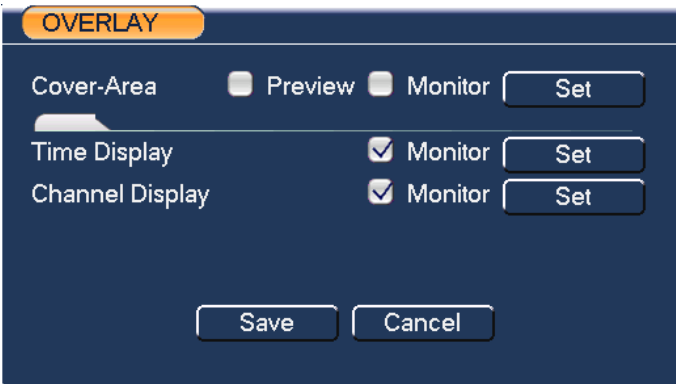 OVERLAY
Cover-Area Preview Monitor Set
Time Display Monitor Set
Channel Display Monitor Set
Save Cancel